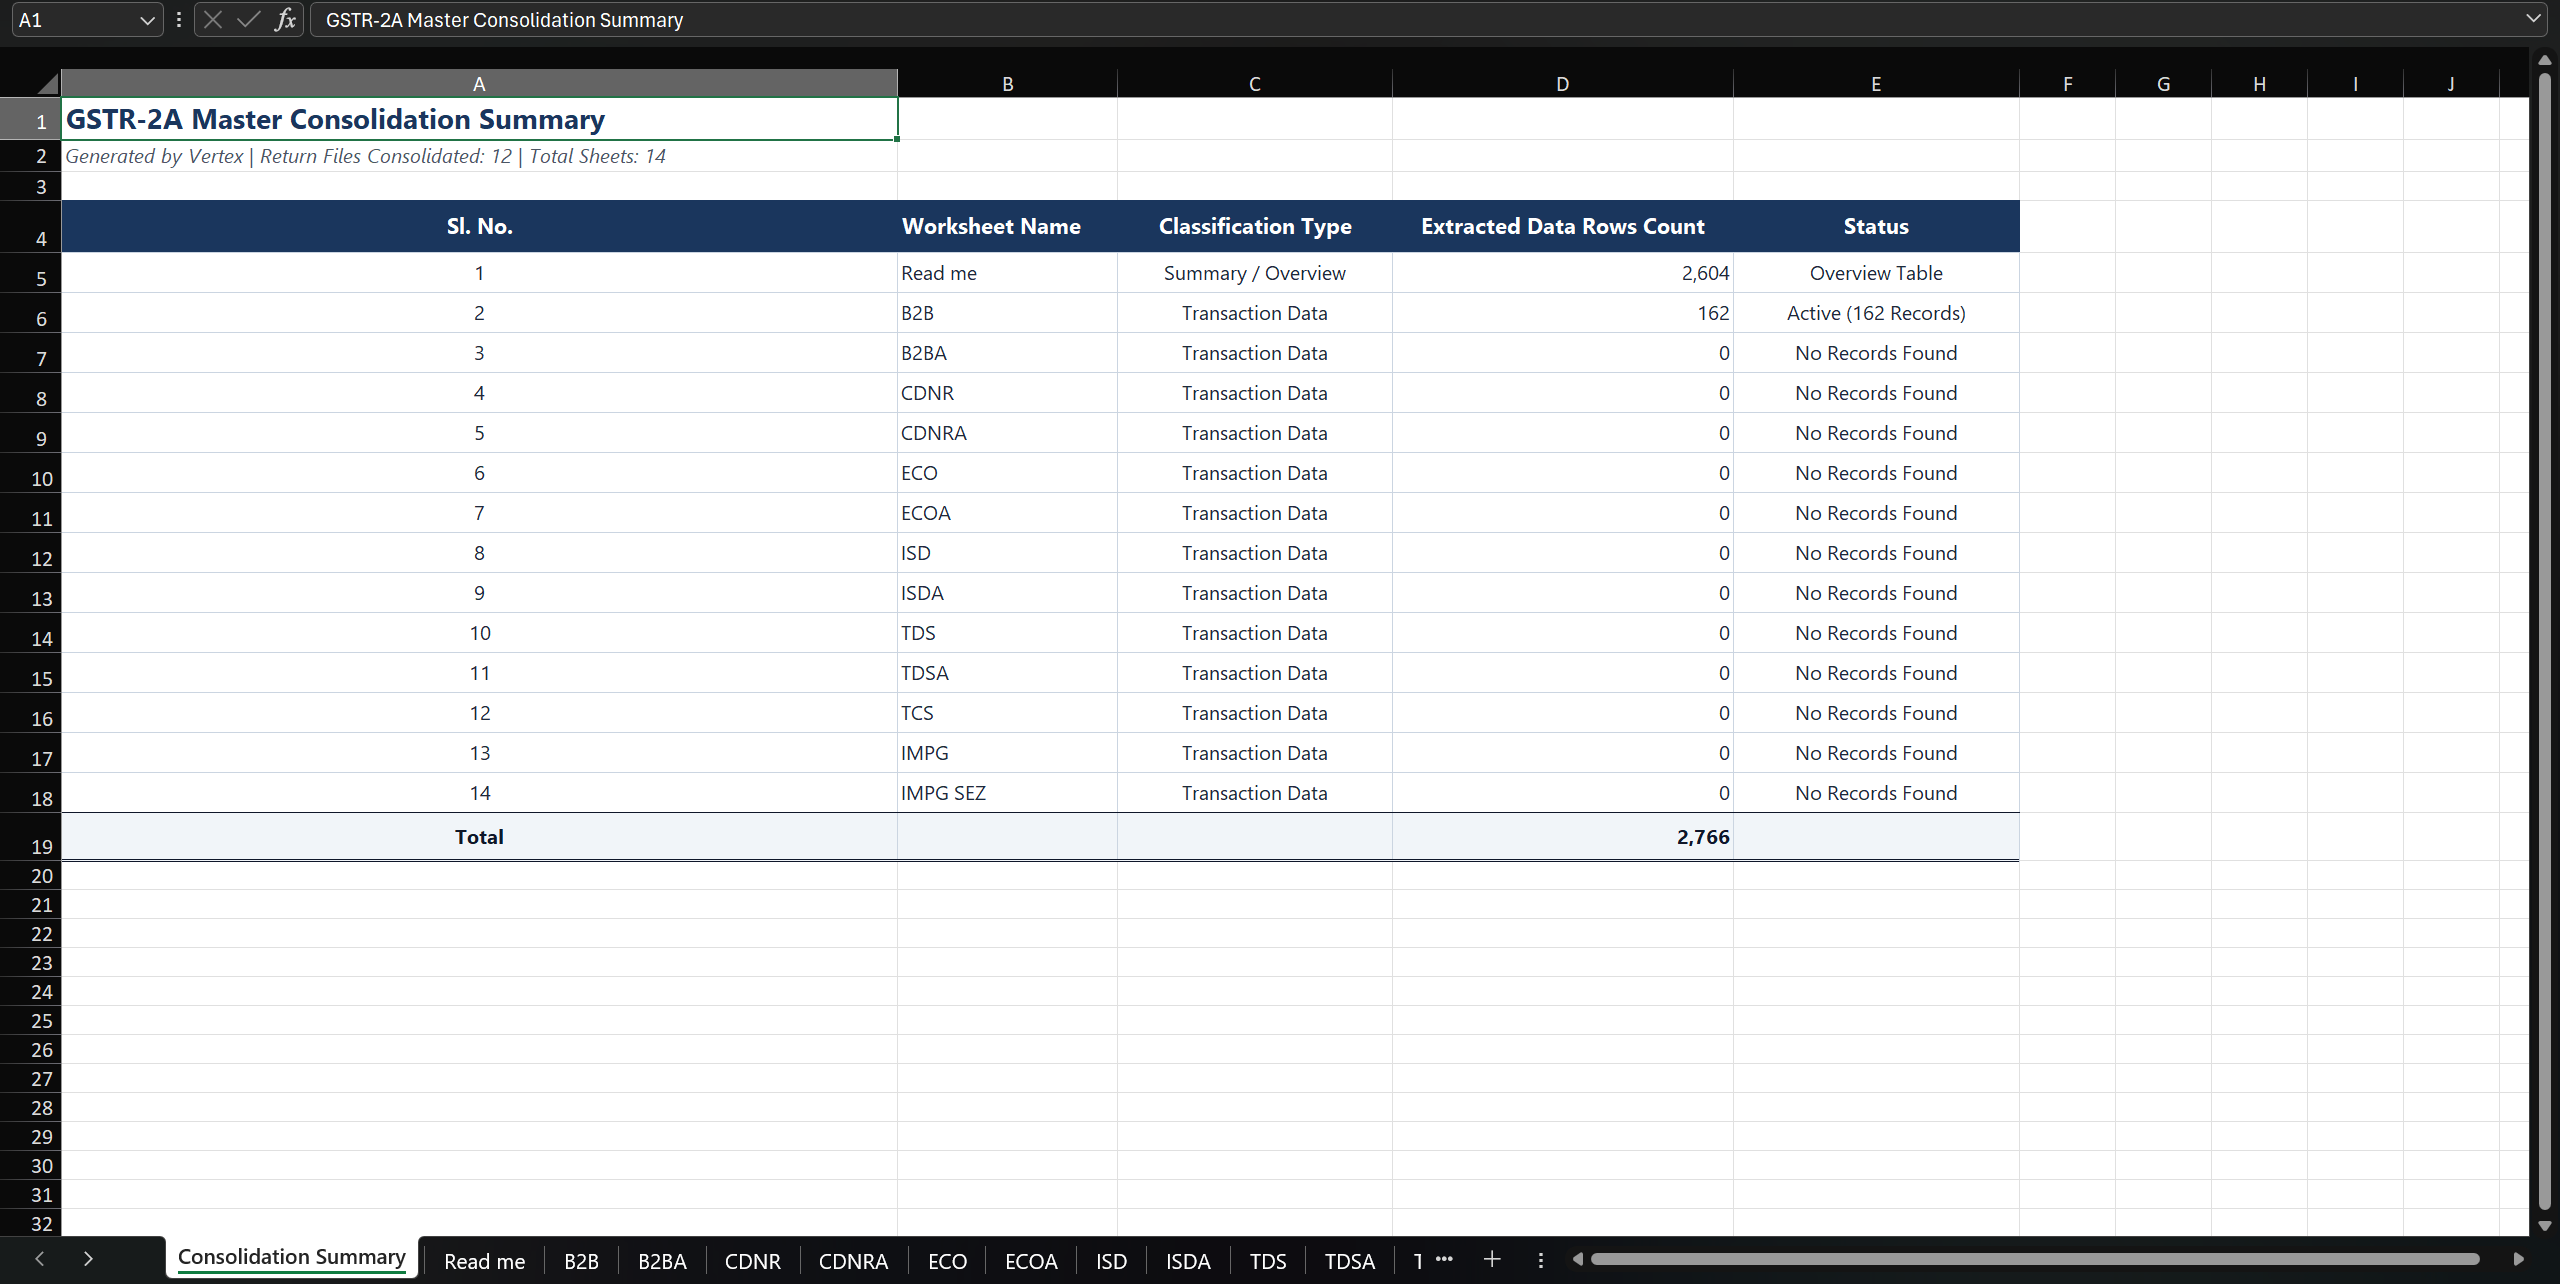 A1 fx GSTR-2A Master Consolidation Summary
A B C D E F G H I J
1 GSTR-2A Master Consolidation Summary
2 Generated by Vertex | Return Files Consolidated: 12 | Total Sheets: 14
3
4 Sl. No. Worksheet Name Classification Type Extracted Data Rows Count Status
5 1 Read me Summary / Overview 2,604 Overview Table
6 2 B2B Transaction Data 162 Active (162 Records)
7 3 B2BA Transaction Data 0 No Records Found
8 4 CDNR Transaction Data 0 No Records Found
9 5 CDNRA Transaction Data 0 No Records Found
10 6 ECO Transaction Data 0 No Records Found
11 7 ECOA Transaction Data 0 No Records Found
12 8 ISD Transaction Data 0 No Records Found
13 9 ISDA Transaction Data 0 No Records Found
14 10 TDS Transaction Data 0 No Records Found
15 11 TDSA Transaction Data 0 No Records Found
16 12 TCS Transaction Data 0 No Records Found
17 13 IMPG Transaction Data 0 No Records Found
18 14 IMPG SEZ Transaction Data 0 No Records Found
19 Total 2,766
20
21
22
23
24
25
26
27
28
29
30
31
32
Consolidation Summary Read me B2B B2BA CDNR CDNRA ECO ECOA ISD ISDA TDS TDSA T ···